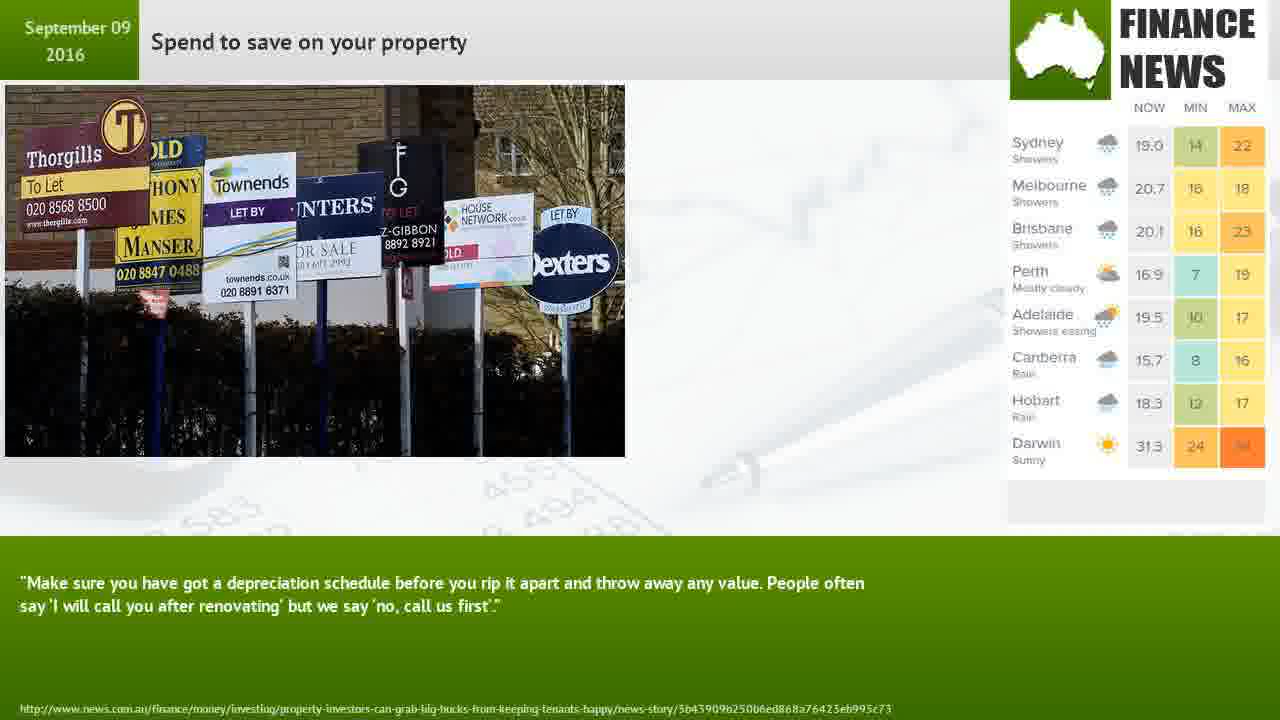 September 09
2016
Spend to save on your property
FINANCE
NEWS
NOW MIN MAX
Sydney 19.0 14 22
Showers
Melbourne 20.7 16 18
Showers
Brisbane 20.1 16 23
Showers
Perth 16.9 7 19
Mostly cloudy
Adelaide 19.5 10 17
Showers easing
Canberra 15.7 8 16
Rain
Hobart 18.3 12 17
Rain
Darwin 31.3 24
Sunny
Thorgills
To Let
020 8568 8500
www.thorgills.com
OLD
HONY
MES
MANSER
020 8847 0488
Townends
LET BY
townends.co.uk
020 8891 6371
UNTERS
OR SALE
TO LET
Z-GIBBON
8892 8921
HOUSE
NETWORK.co.uk
OLD
LET BY
Dexters
455
583
494
"Make sure you have got a depreciation schedule before you rip it apart and throw away any value. People often
say 'I will call you after renovating' but we say 'no, call us first'."
http://www.news.com.au/finance/money/investing/property-investors-can-grab-big-bucks-from-keeping-tenants-happy/news-story/